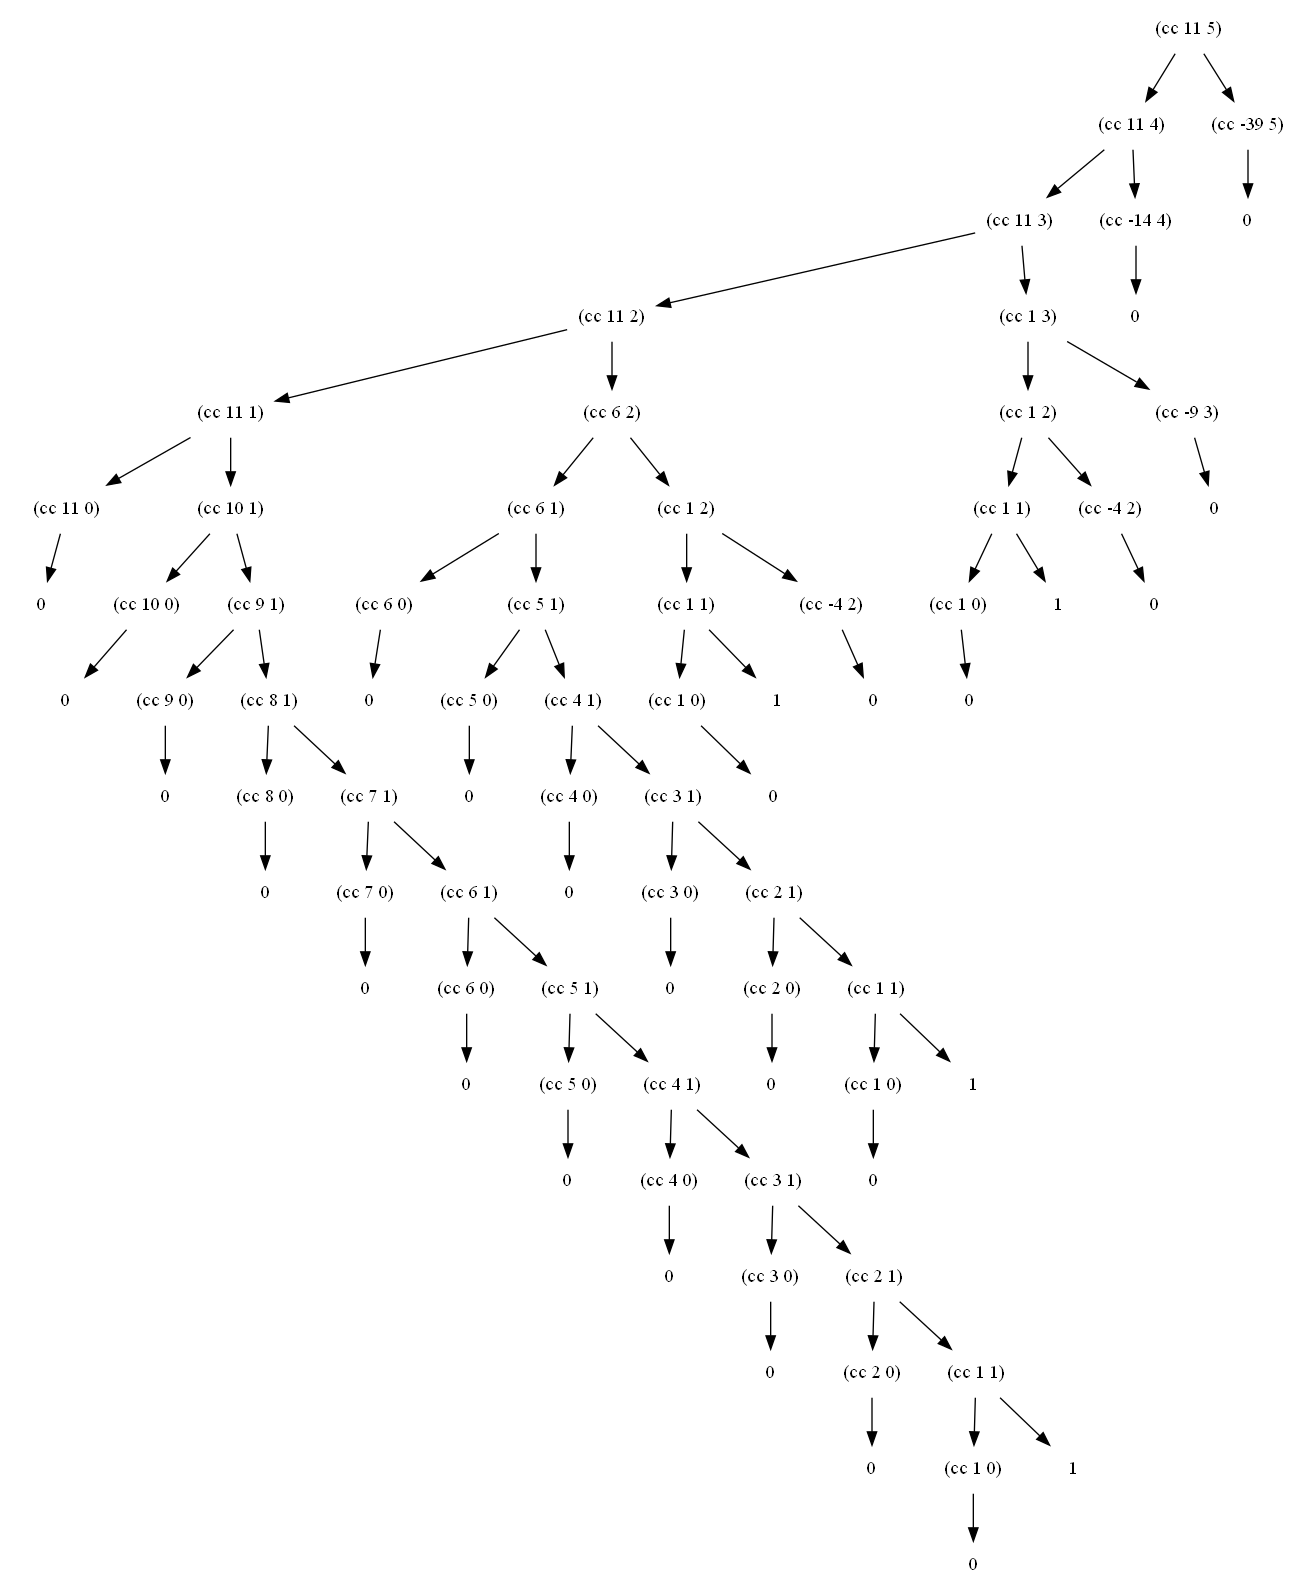 (cc 11 5)
(cc 11 4) (cc -39 5)
(cc 11 3) (cc -14 4) 0
(cc 11 2) (cc 1 3) 0
(cc 11 1) (cc 6 2) (cc 1 2) (cc -9 3)
(cc 11 0) (cc 10 1) (cc 6 1) (cc 1 2) (cc 1 1) (cc -4 2) 0
0 (cc 10 0) (cc 9 1) (cc 6 0) (cc 5 1) (cc 1 1) (cc -4 2) (cc 1 0) 1 0
0 (cc 9 0) (cc 8 1) 0 (cc 5 0) (cc 4 1) (cc 1 0) 1 0 0
0 (cc 8 0) (cc 7 1) 0 (cc 4 0) (cc 3 1) 0
0 (cc 7 0) (cc 6 1) 0 (cc 3 0) (cc 2 1)
0 (cc 6 0) (cc 5 1) 0 (cc 2 0) (cc 1 1)
0 (cc 5 0) (cc 4 1) 0 (cc 1 0) 1
0 (cc 4 0) (cc 3 1) 0
0 (cc 3 0) (cc 2 1)
0 (cc 2 0) (cc 1 1)
0 (cc 1 0) 1
0